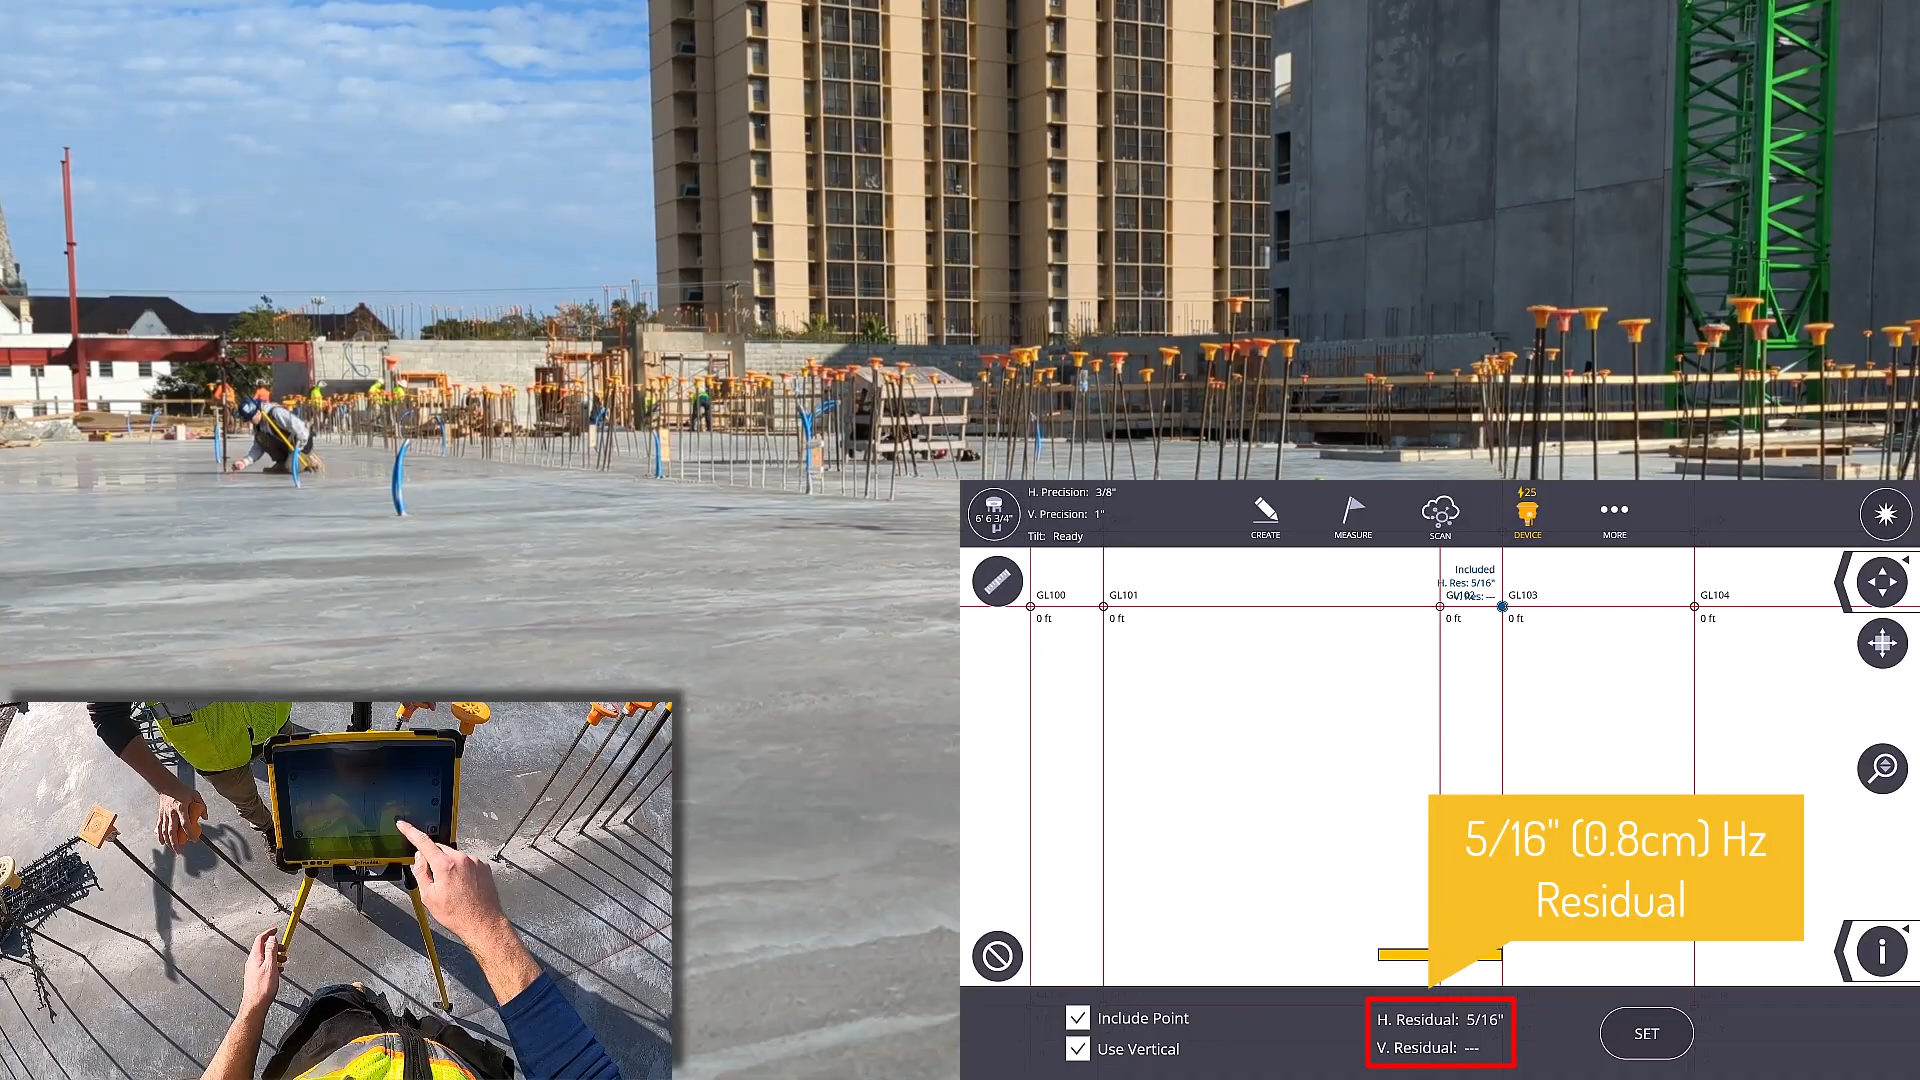 H. Precision: 3/8"
V. Precision: 1"
Tilt: Ready
6' 6 3/4"
CREATE
MEASURE
SCAN
25
DEVICE
MORE
Included
H. Res: 5/16"
V. Res: ---
GL100
GL101
GL102
GL103
GL104
0 ft
0 ft
0 ft
0 ft
0 ft
5/16" (0.8cm) Hz
Residual
Include Point
Use Vertical
H. Residual: 5/16"
V. Residual: ---
SET
i